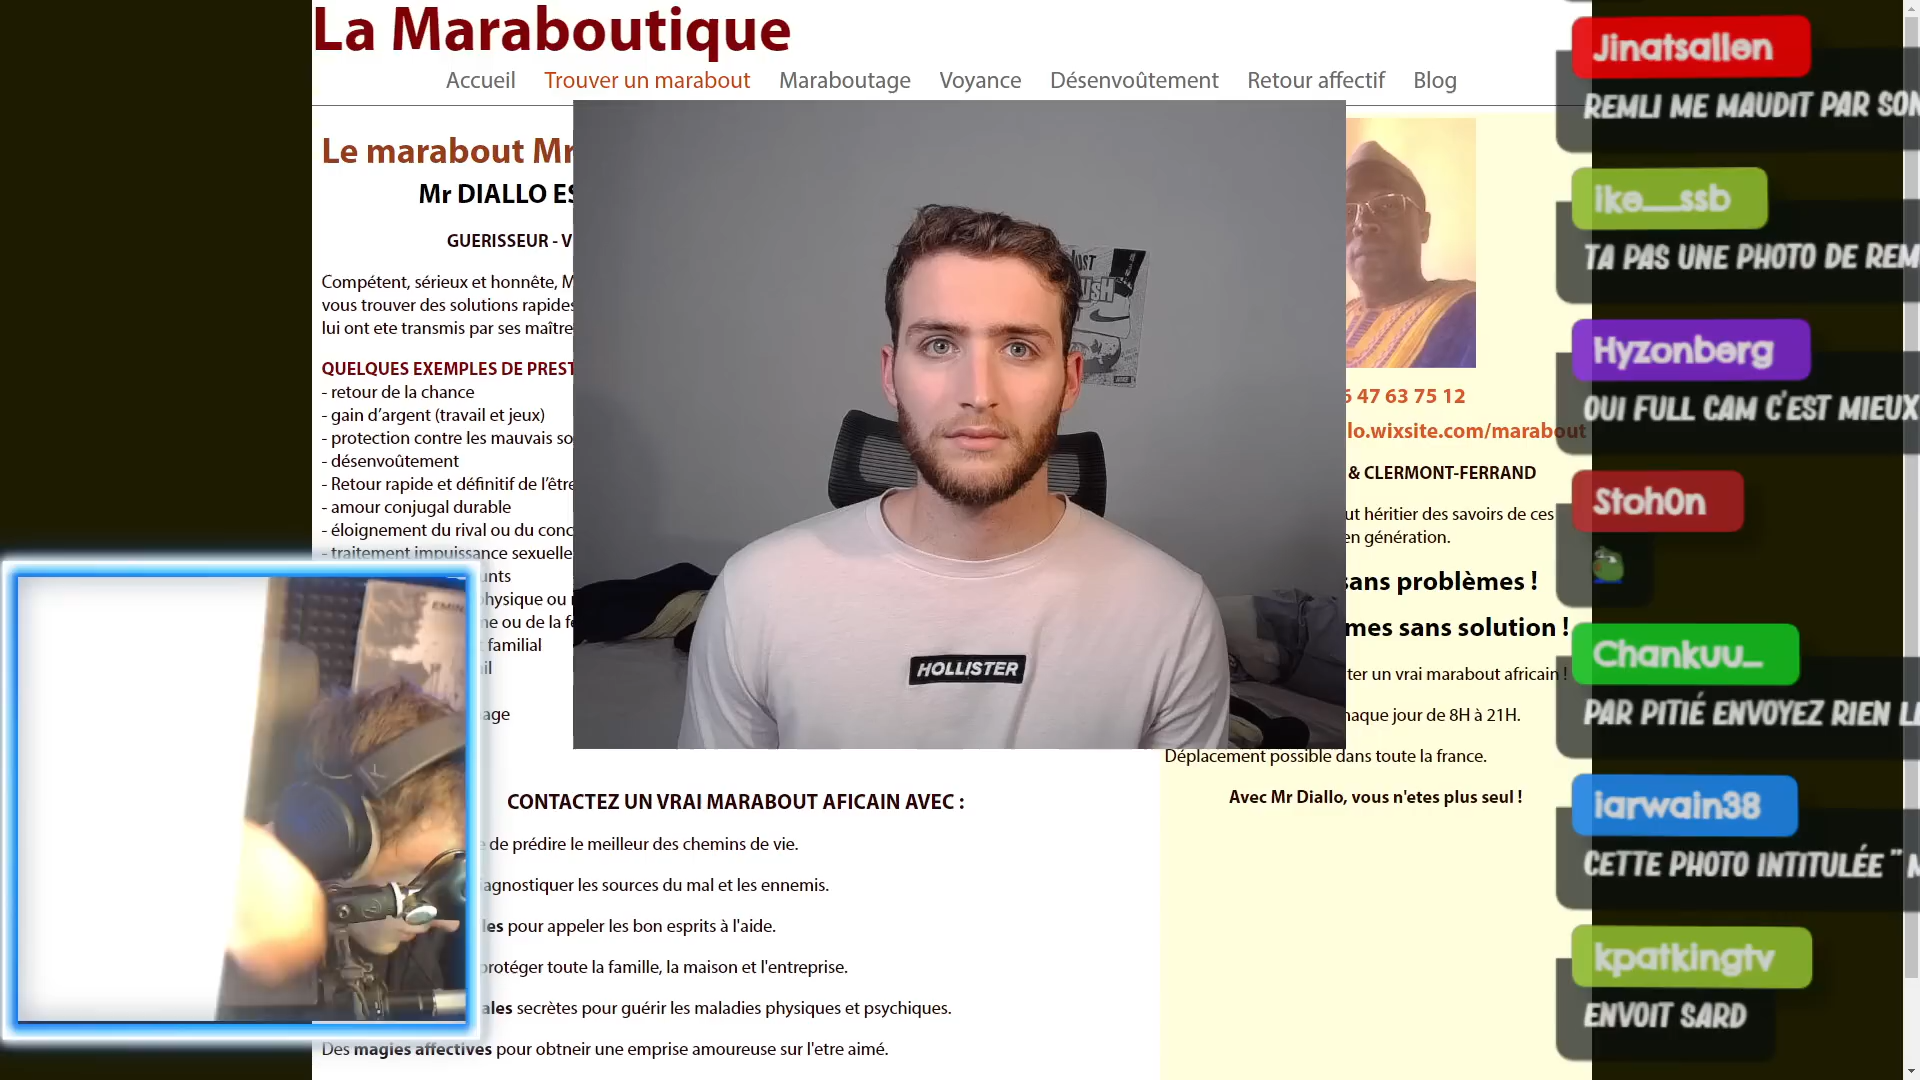 La Maraboutique
Accueil Trouver un marabout Maraboutage Voyance Désenvoûtement Retour affectif Blog
Le marabout Mr
Mr DIALLO ES
GUERISSEUR - V
Compétent, sérieux et honnête, M
vous trouver des solutions rapides
lui ont ete transmis par ses maître
QUELQUES EXEMPLES DE PREST
- retour de la chance
- gain d’argent (travail et jeux)
- protection contre les mauvais so
- désenvoûtement
- Retour rapide et définitif de l’être
- amour conjugal durable
- éloignement du rival ou du conc
- traitement impuissance sexuelle
unts
physique ou
ne ou de la fe
t familial
ail
age
EMIN
HOLLISTER
6 47 63 75 12
lo.wixsite.com/marabout
& CLERMONT-FERRAND
ut héritier des savoirs de ces
en génération.
sans problèmes !
mes sans solution !
ter un vrai marabout africain !
haque jour de 8H à 21H.
Déplacement possible dans toute la france.
Avec Mr Diallo, vous n'etes plus seul !
CONTACTEZ UN VRAI MARABOUT AFICAIN AVEC :
e de prédire le meilleur des chemins de vie.
iagnostiquer les sources du mal et les ennemis.
les pour appeler les bon esprits à l'aide.
protéger toute la famille, la maison et l'entreprise.
ales secrètes pour guérir les maladies physiques et psychiques.
Des magies affectives pour obtneir une emprise amoureuse sur l'etre aimé.
Jinatsallen
REMLI ME MAUDIT PAR SON
ike__ssb
TA PAS UNE PHOTO DE REM
Hyzonberg
OUI FULL CAM C'EST MIEUX
Stoh0n
Chankuu_
PAR PITIÉ ENVOYEZ RIEN L
iarwain38
CETTE PHOTO INTITULÉE " M
kpatkingtv
ENVOIT SARD